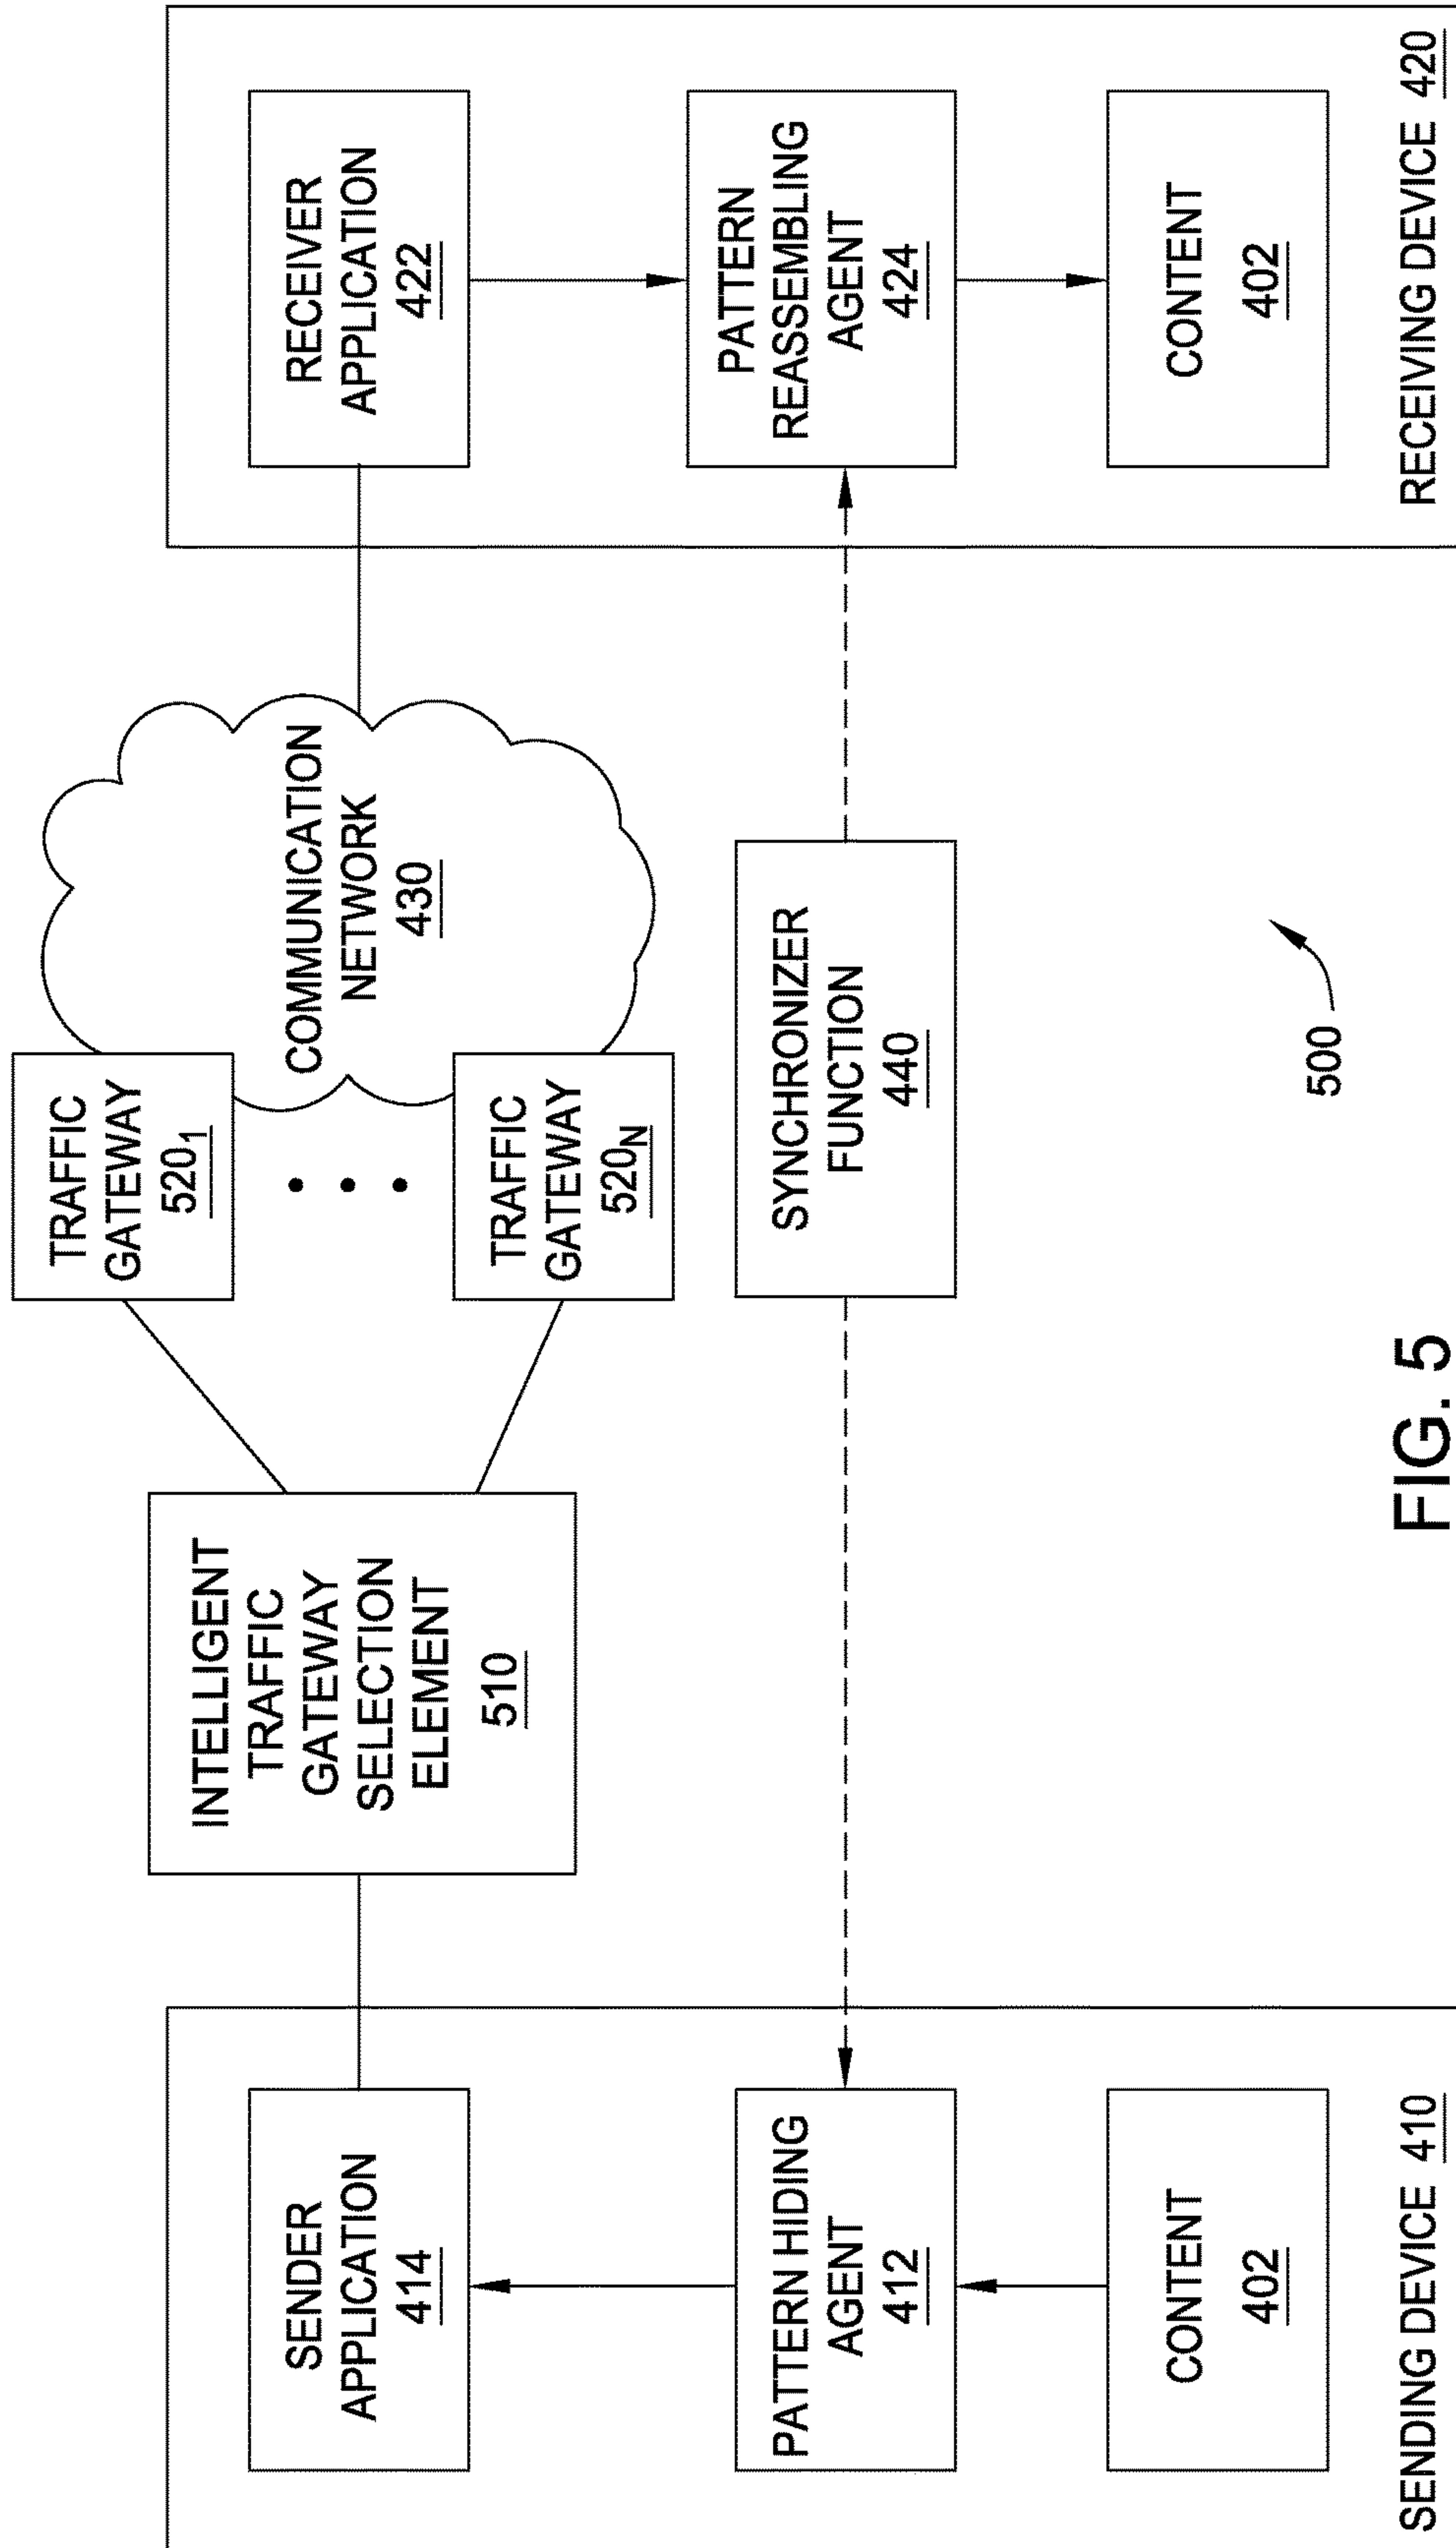 SENDER
APPLICATION
414
PATTERN HIDING
AGENT
412
CONTENT
402
SENDING DEVICE 410
INTELLIGENT
TRAFFIC
GATEWAY
SELECTION
ELEMENT
510
TRAFFIC
GATEWAY
520₁
TRAFFIC
GATEWAY
520ɴ
COMMUNICATION
NETWORK
430
SYNCHRONIZER
FUNCTION
440
RECEIVER
APPLICATION
422
PATTERN
REASSEMBLING
AGENT
424
CONTENT
402
RECEIVING DEVICE 420
500
FIG. 5